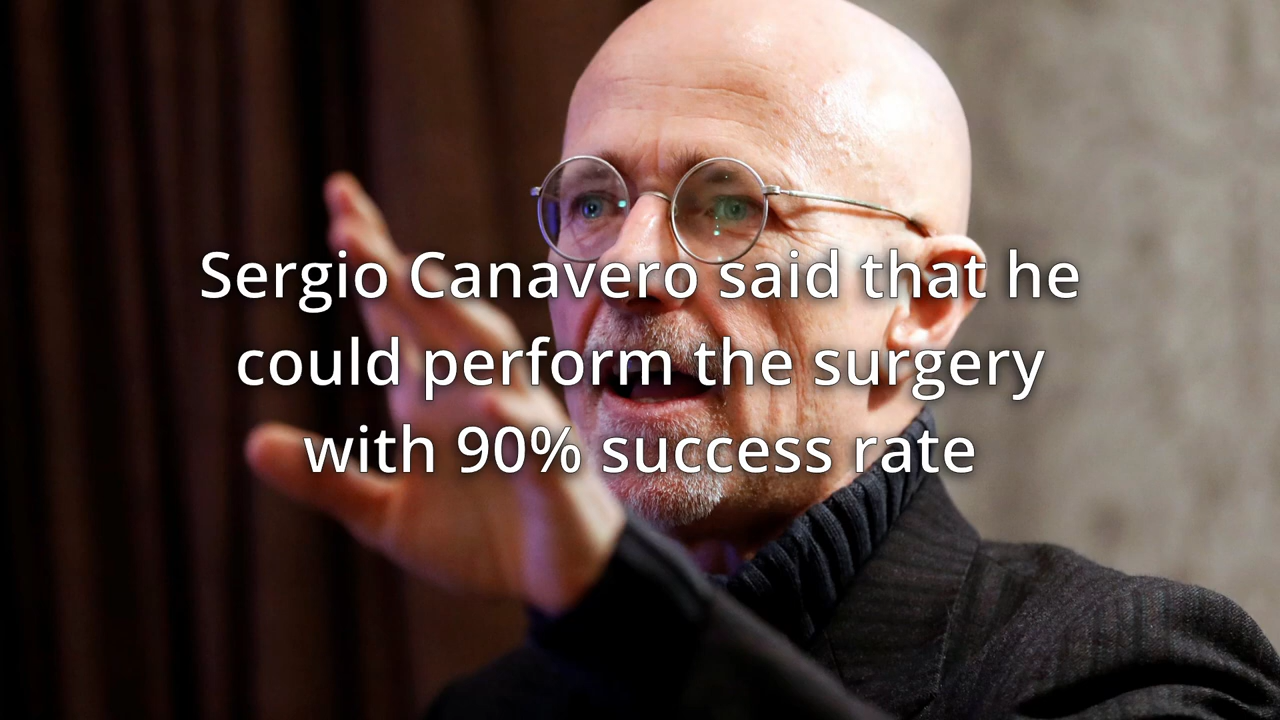 Sergio Canavero said that he
could perform the surgery
with 90% success rate